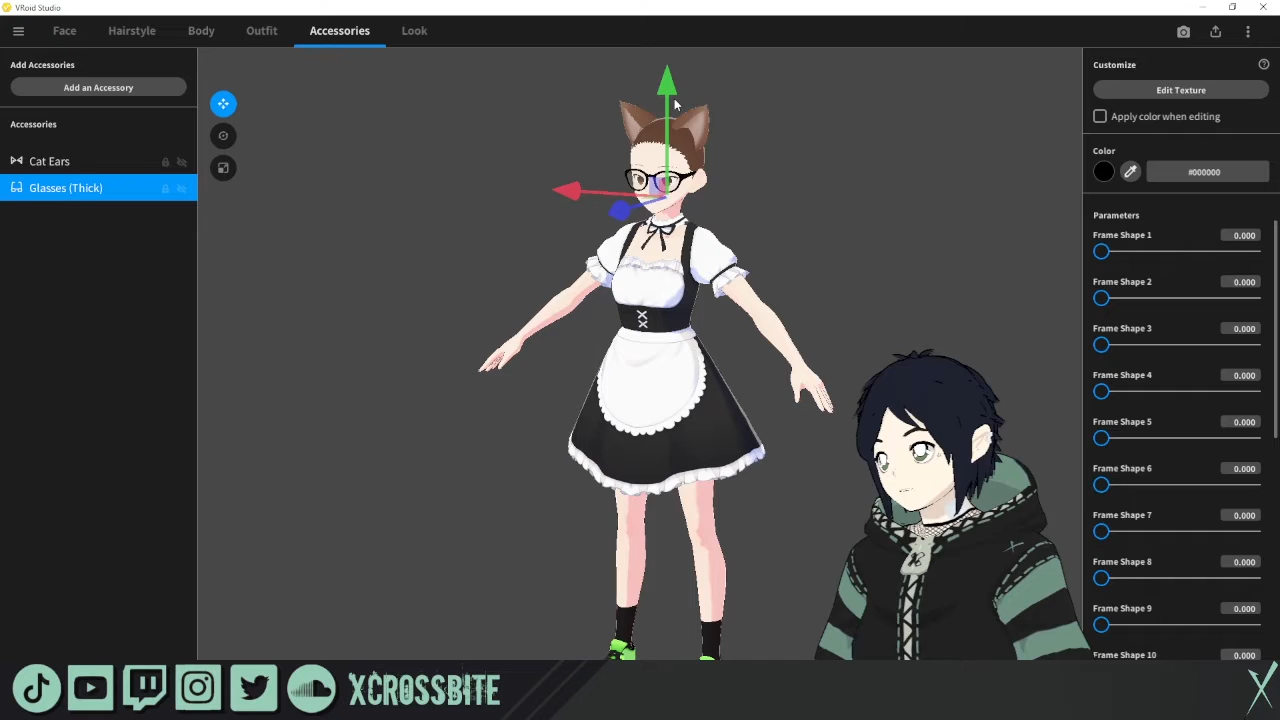 VRoid Studio
Face Hairstyle Body Outfit Accessories Look
Add Accessories
Add an Accessory
Accessories
Cat Ears
Glasses (Thick)
Customize
Edit Texture
Apply color when editing
Color
#000000
Parameters
Frame Shape 1 0.000
Frame Shape 2 0.000
Frame Shape 3 0.000
Frame Shape 4 0.000
Frame Shape 5 0.000
Frame Shape 6 0.000
Frame Shape 7 0.000
Frame Shape 8 0.000
Frame Shape 9 0.000
Frame Shape 10 0.000
XCROSSBITE
X